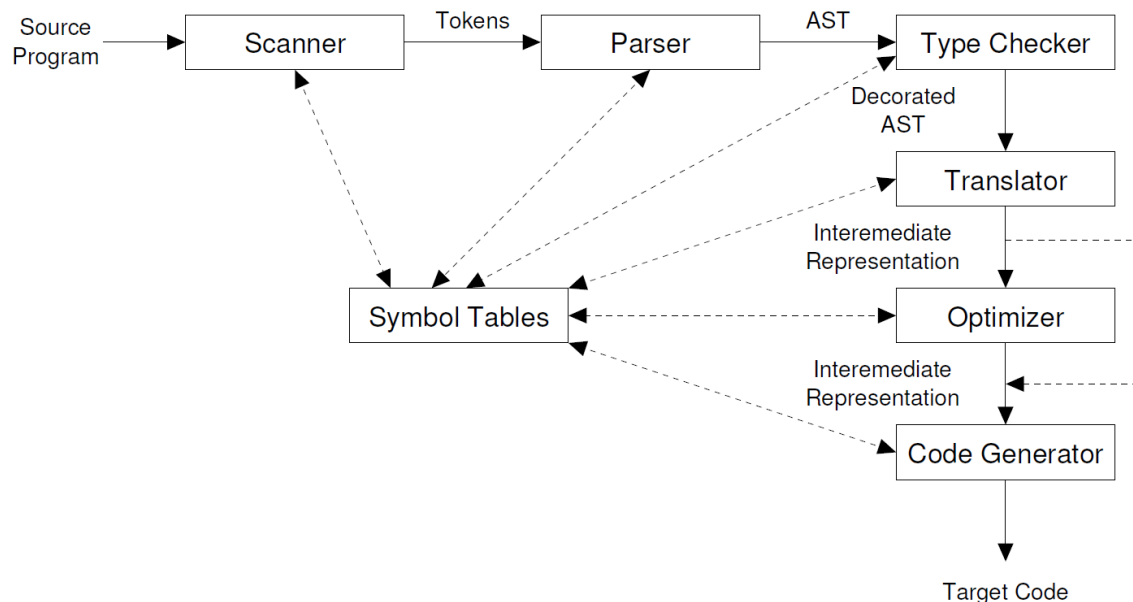 Source
Program
Scanner
Tokens
Parser
AST
Type Checker
Decorated
AST
Translator
Interemediate
Representation
Symbol Tables
Optimizer
Interemediate
Representation
Code Generator
Target Code